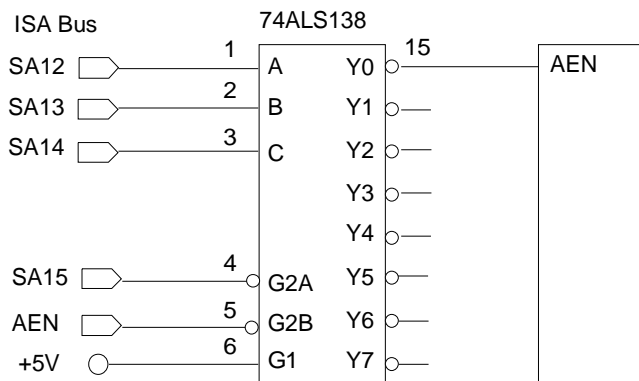 ISA Bus
74ALS138
SA12
1
A
Y0
15
AEN
SA13
2
B
Y1
SA14
3
C
Y2
Y3
Y4
SA15
4
G2A
Y5
AEN
5
G2B
Y6
+5V
6
G1
Y7